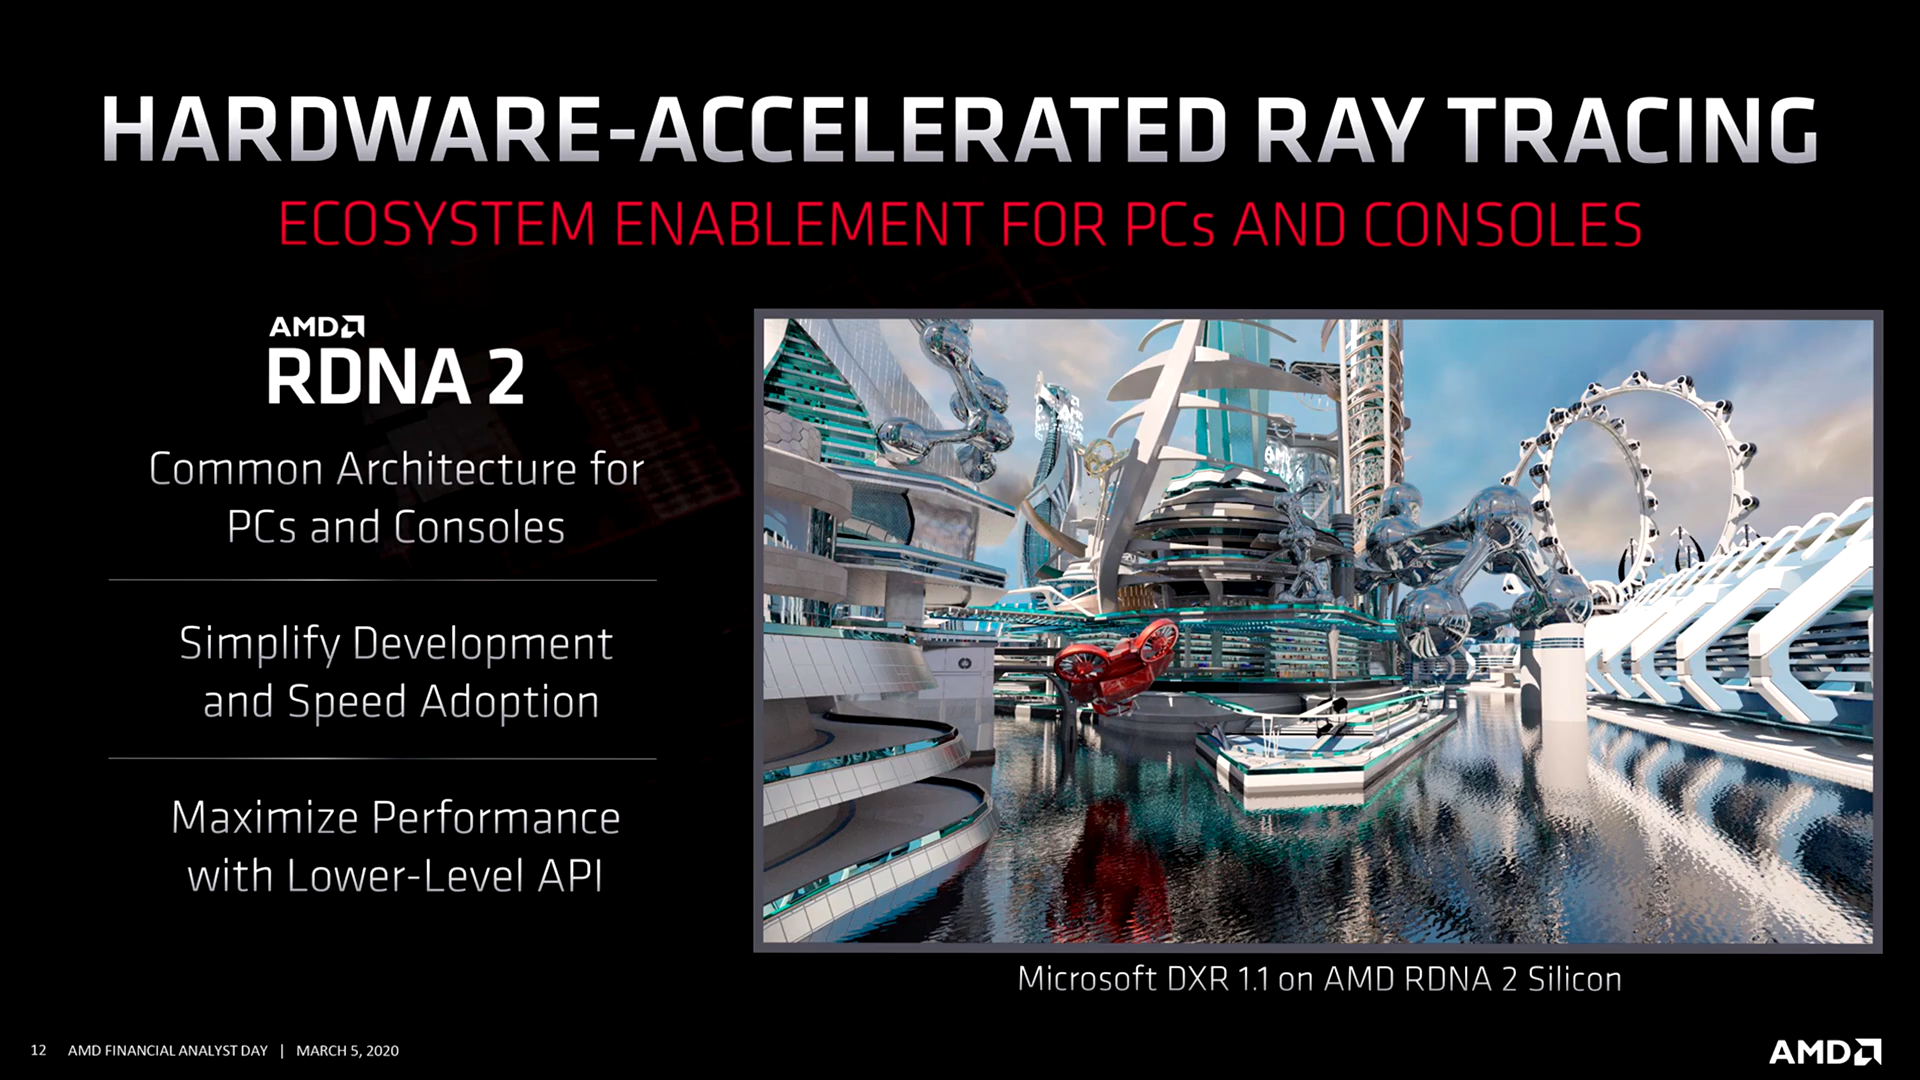 HARDWARE-ACCELERATED RAY TRACING
ECOSYSTEM ENABLEMENT FOR PCs AND CONSOLES
AMD
RDNA 2
Common Architecture for
PCs and Consoles
Simplify Development
and Speed Adoption
Maximize Performance
with Lower-Level API
Microsoft DXR 1.1 on AMD RDNA 2 Silicon
12 AMD FINANCIAL ANALYST DAY | MARCH 5, 2020
AMD